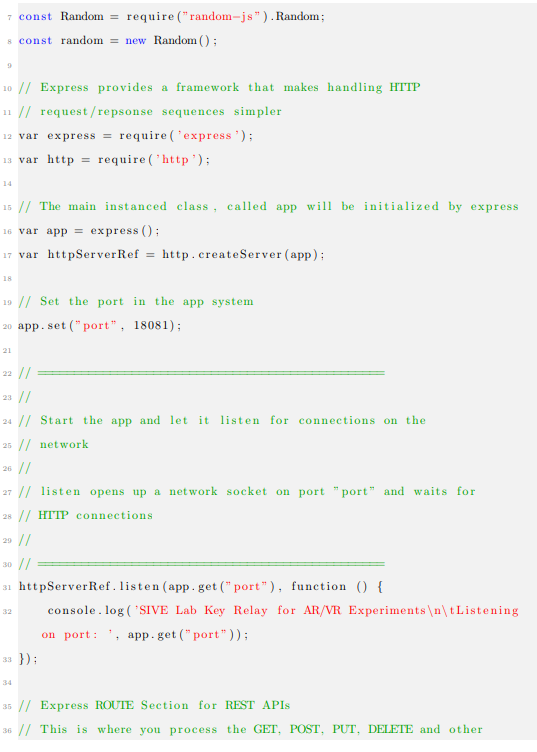 7 const Random = require("random-js").Random;
8 const random = new Random();
9
10 // Express provides a framework that makes handling HTTP
11 // request/repsonse sequences simpler
12 var express = require('express');
13 var http = require('http');
14
15 // The main instanced class, called app will be initialized by express
16 var app = express();
17 var httpServerRef = http.createServer(app);
18
19 // Set the port in the app system
20 app.set("port", 18081);
21
22 // ================================================
23 //
24 // Start the app and let it listen for connections on the
25 // network
26 //
27 // listen opens up a network socket on port "port" and waits for
28 // HTTP connections
29 //
30 // ================================================
31 httpServerRef.listen(app.get("port"), function () {
32 console.log('SIVE Lab Key Relay for AR/VR Experiments\n\tListening
on port: ', app.get("port"));
33 });
34
35 // Express ROUTE Section for REST APIs
36 // This is where you process the GET, POST, PUT, DELETE and other